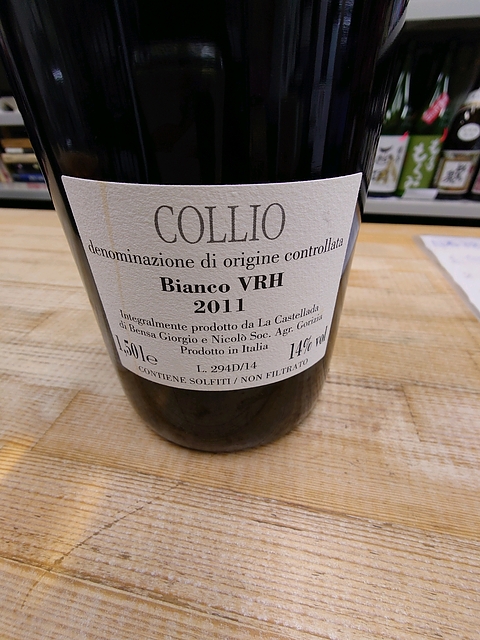 COLLIO
denominazione di origine controllata
Bianco VRH
2011
Integralmente prodotto da La Castellada
di Bensa Giorgio e Nicolò Soc. Agr. Gorizia
Prodotto in Italia
1,50 l e 14% vol
L. 294D/14
CONTIENE SOLFITI / NON FILTRATO